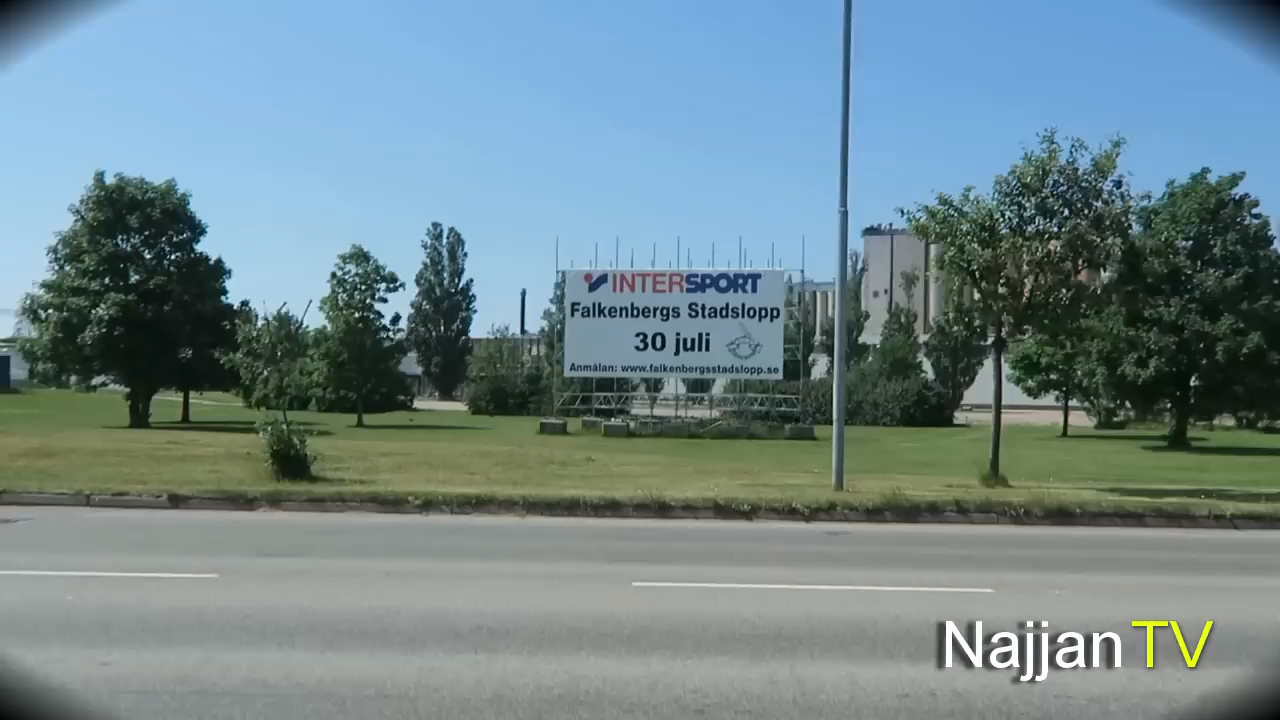 INTERSPORT
Falkenbergs Stadslopp
30 juli
Anmälan: www.falkenbergsstadslopp.se
Najjan TV